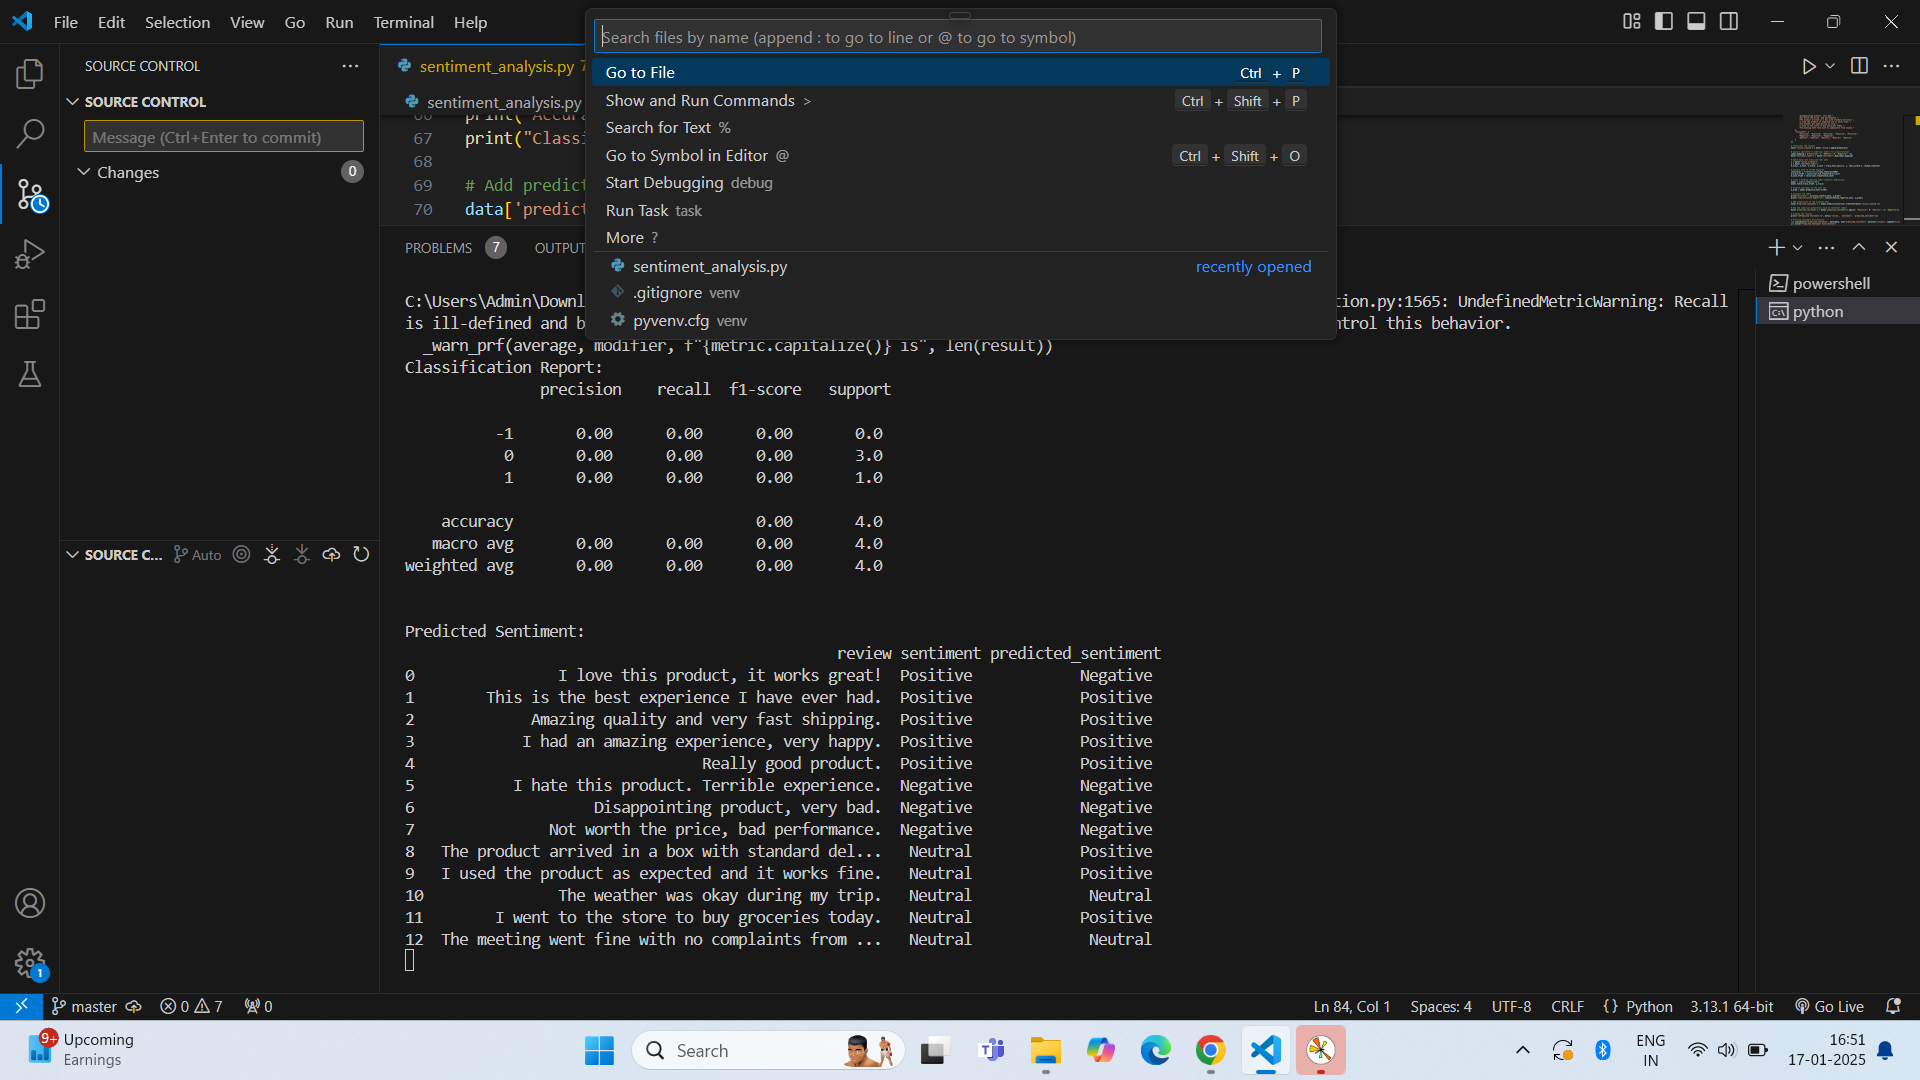 File Edit Selection View Go Run Terminal Help
Search files by name (append : to go to line or @ to go to symbol)
Go to File Ctrl + P
Show and Run Commands > Ctrl + Shift + P
Search for Text %
Go to Symbol in Editor @ Ctrl + Shift + O
Start Debugging debug
Run Task task
More ?
sentiment_analysis.py recently opened
.gitignore venv
pyvenv.cfg venv
SOURCE CONTROL
SOURCE CONTROL
Message (Ctrl+Enter to commit)
Changes 0
SOURCE C... Auto
sentiment_analysis.py 7
sentiment_analysis.py
66 print("Accura
67 print("Classi
68
69 # Add predict
70 data['predict
PROBLEMS 7 OUTPUT
powershell
python
C:\Users\Admin\Downl tion.py:1565: UndefinedMetricWarning: Recall
is ill-defined and b ntrol this behavior.
_warn_prf(average, modifier, f"{metric.capitalize()} is", len(result))
Classification Report:
precision recall f1-score support
-1 0.00 0.00 0.00 0.0
0 0.00 0.00 0.00 3.0
1 0.00 0.00 0.00 1.0
accuracy 0.00 4.0
macro avg 0.00 0.00 0.00 4.0
weighted avg 0.00 0.00 0.00 4.0
Predicted Sentiment:
review sentiment predicted_sentiment
0 I love this product, it works great! Positive Negative
1 This is the best experience I have ever had. Positive Positive
2 Amazing quality and very fast shipping. Positive Positive
3 I had an amazing experience, very happy. Positive Positive
4 Really good product. Positive Positive
5 I hate this product. Terrible experience. Negative Negative
6 Disappointing product, very bad. Negative Negative
7 Not worth the price, bad performance. Negative Negative
8 The product arrived in a box with standard del... Neutral Positive
9 I used the product as expected and it works fine. Neutral Positive
10 The weather was okay during my trip. Neutral Neutral
11 I went to the store to buy groceries today. Neutral Positive
12 The meeting went fine with no complaints from ... Neutral Neutral
1
master 0 7 0 Ln 84, Col 1 Spaces: 4 UTF-8 CRLF {} Python 3.13.1 64-bit Go Live
9+ Upcoming
Earnings
Search
ENG
IN
16:51
17-01-2025